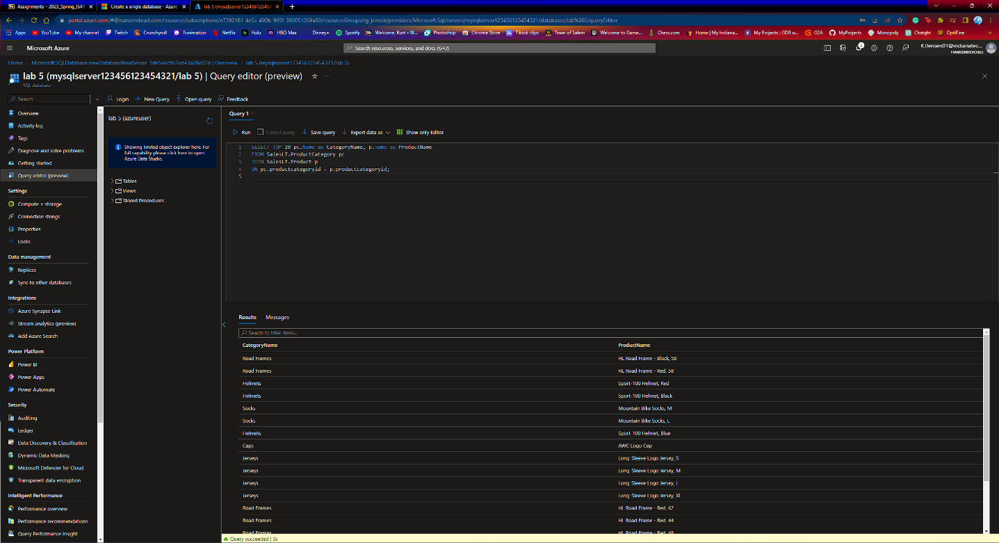 Assignments – 2023_Spring_IS45
Create a single database - Azure
lab 5 (mysqlserver12345612345
portal.azure.com/#@hansencloud.com/resource/subscriptions/e7392181-4e5c-490b-995f-395051269a90/resourceGroups/rg-jensen/providers/Microsoft.Sql/servers/mysqlserver123456123454321/databases/lab%205/queryEditor
Apps
YouTube
My channel
Twitch
Crunchyroll
Funimation
Netflix
Hulu
HBO Max
Disney+
Spotify
Welcome, Kurt – Bl...
Photoshop
Chrome Store
Tiktok clips
Town of Salem
Welcome to Game...
Chess.com
Home | My Indiana...
My Projects | GDB o...
G2A
MyProjects
Monopoly
Chatgbt
OptiFine
»
Microsoft Azure
Search resources, services, and docs (G+/)
2
KJJensen01@indianatec...
HANSENDEVO365
Home > Microsoft.SQLDatabase.newDatabaseNewServer_1de5eec9e7ed43a28e07d | Overview > lab 5 (mysqlserver123456123454321/lab 5)
lab 5 (mysqlserver123456123454321/lab 5) | Query editor (preview)
SQL database
Search
«
Login
New Query
Open query
Feedback
Overview
Activity log
Tags
Diagnose and solve problems
Getting started
Query editor (preview)
Settings
Compute + storage
Connection strings
Properties
Locks
Data management
Replicas
Sync to other databases
Integrations
Azure Synapse Link
Stream analytics (preview)
Add Azure Search
Power Platform
Power BI
Power Apps
Power Automate
Security
Auditing
Ledger
Data Discovery & Classification
Dynamic Data Masking
Microsoft Defender for Cloud
Transparent data encryption
Intelligent Performance
Performance overview
Performance recommendations
Query Performance Insight
lab 5 (azureuser)
Showing limited object explorer here. For
full capability please click here to open
Azure Data Studio.
Tables
Views
Stored Procedures
Query 1
Run
Cancel query
Save query
Export data as
Show only Editor
1 SELECT TOP 20 pc.Name as CategoryName, p.name as ProductName
2 FROM SalesLT.ProductCategory pc
3 JOIN SalesLT.Product p
4 ON pc.productcategoryid = p.productcategoryid;
5
Results
Messages
Search to filter items...
CategoryName ProductName
Road Frames HL Road Frame - Black, 58
Road Frames HL Road Frame - Red, 58
Helmets Sport-100 Helmet, Red
Helmets Sport-100 Helmet, Black
Socks Mountain Bike Socks, M
Socks Mountain Bike Socks, L
Helmets Sport-100 Helmet, Blue
Caps AWC Logo Cap
Jerseys Long-Sleeve Logo Jersey, S
Jerseys Long-Sleeve Logo Jersey, M
Jerseys Long-Sleeve Logo Jersey, L
Jerseys Long-Sleeve Logo Jersey, XL
Road Frames HL Road Frame - Red, 62
Road Frames HL Road Frame - Red, 44
Road Frames HL Road Frame - Red, 48
Query succeeded | 0s